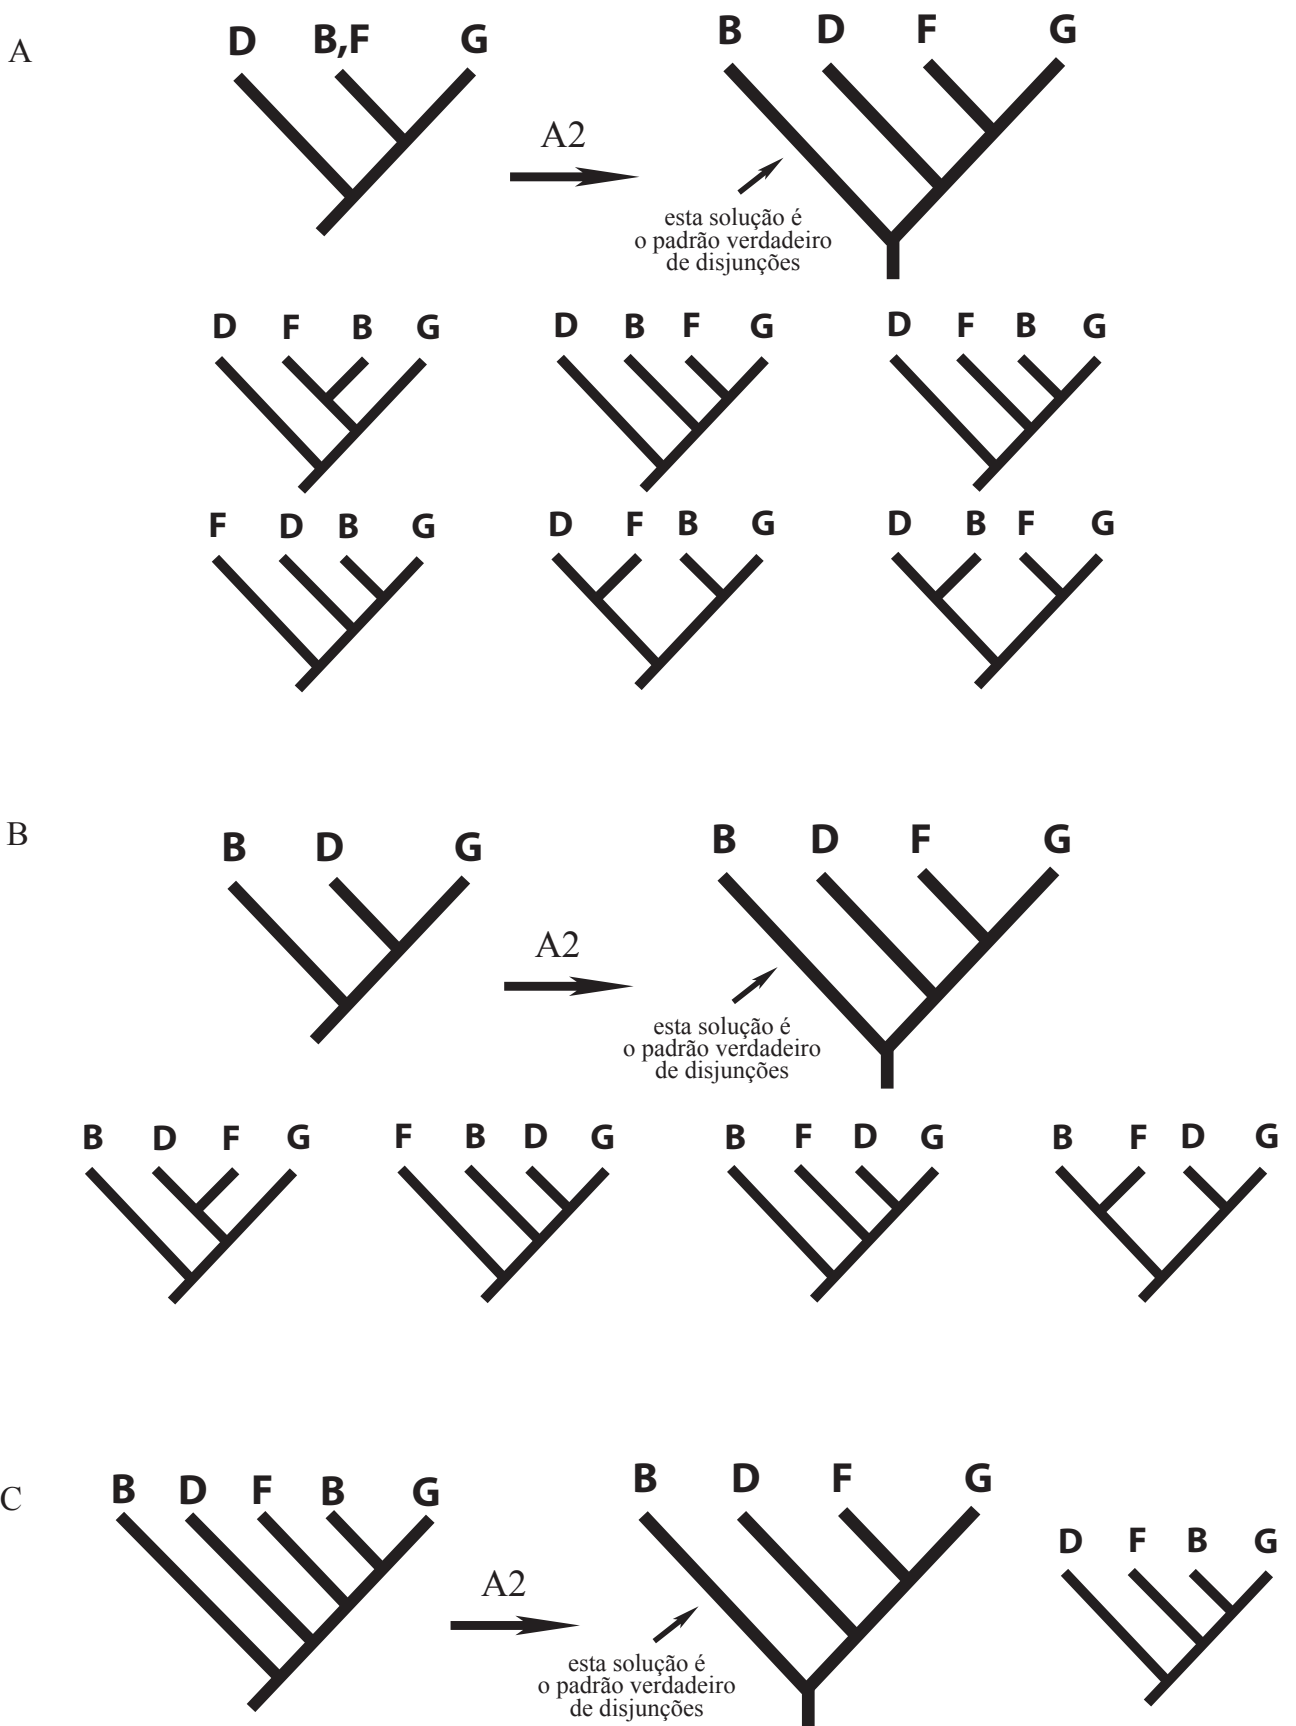 A
D B,F G
B D F G
A2
esta solução é
o padrão verdadeiro
de disjunções
D F B G
D B F G
D F B G
F D B G
D F B G
D B F G
B
B D G
B D F G
A2
esta solução é
o padrão verdadeiro
de disjunções
B D F G
F B D G
B F D G
B F D G
C
B D F B G
B D F G
D F B G
A2
esta solução é
o padrão verdadeiro
de disjunções